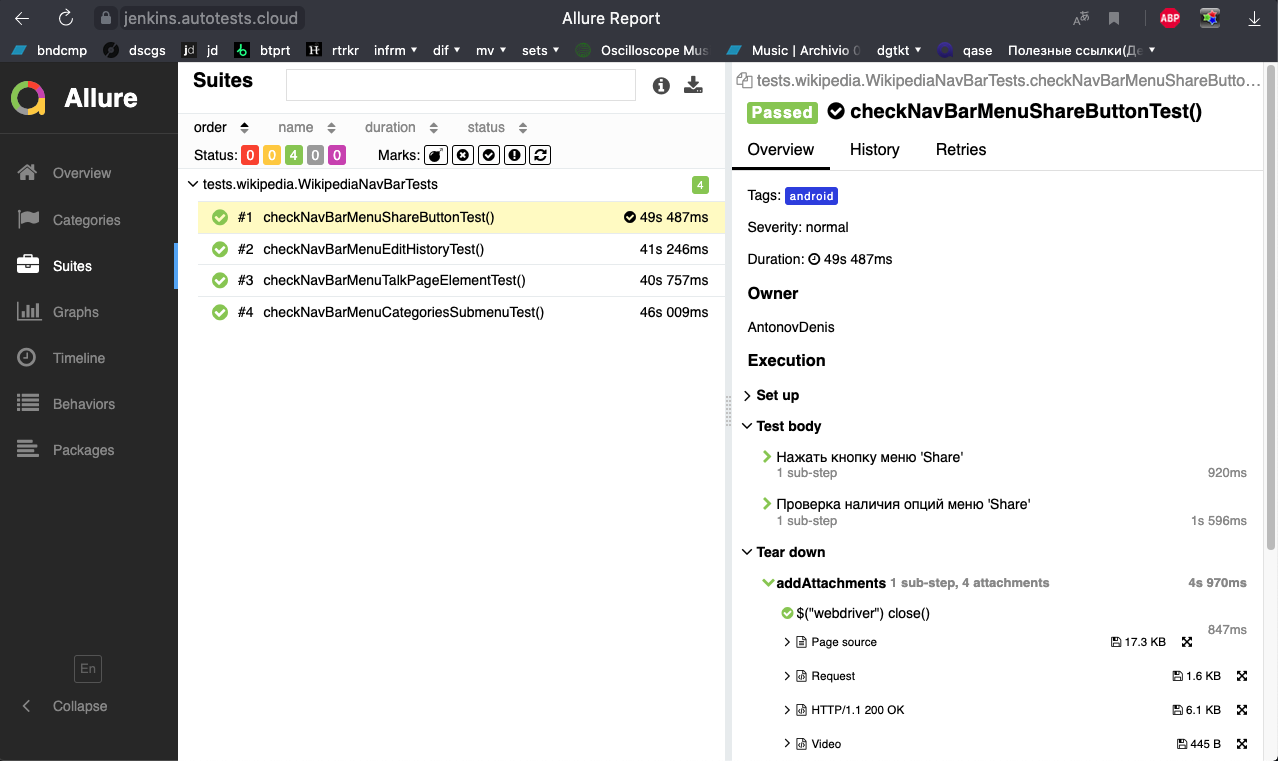 jenkins.autotests.cloud
Allure Report
ABP
bndcmp dscgs jd jd btprt rtrkr infrm dif mv sets Oscilloscope Mus Music | Archivio dgtkt qase Полезные ссылки(Де
Allure
Overview
Categories
Suites
Graphs
Timeline
Behaviors
Packages
En
Collapse
Suites
order name duration status
Status: 0 0 4 0 0 Marks:
tests.wikipedia.WikipediaNavBarTests 4
#1 checkNavBarMenuShareButtonTest() 49s 487ms
#2 checkNavBarMenuEditHistoryTest() 41s 246ms
#3 checkNavBarMenuTalkPageElementTest() 40s 757ms
#4 checkNavBarMenuCategoriesSubmenuTest() 46s 009ms
tests.wikipedia.WikipediaNavBarTests.checkNavBarMenuShareButto...
Passed checkNavBarMenuShareButtonTest()
Overview History Retries
Tags: android
Severity: normal
Duration: 49s 487ms
Owner
AntonovDenis
Execution
Set up
Test body
Нажать кнопку меню 'Share'
1 sub-step 920ms
Проверка наличия опций меню 'Share'
1 sub-step 1s 596ms
Tear down
addAttachments 1 sub-step, 4 attachments 4s 970ms
$("webdriver") close()
847ms
Page source 17.3 KB
Request 1.6 KB
HTTP/1.1 200 OK 6.1 KB
Video 445 B